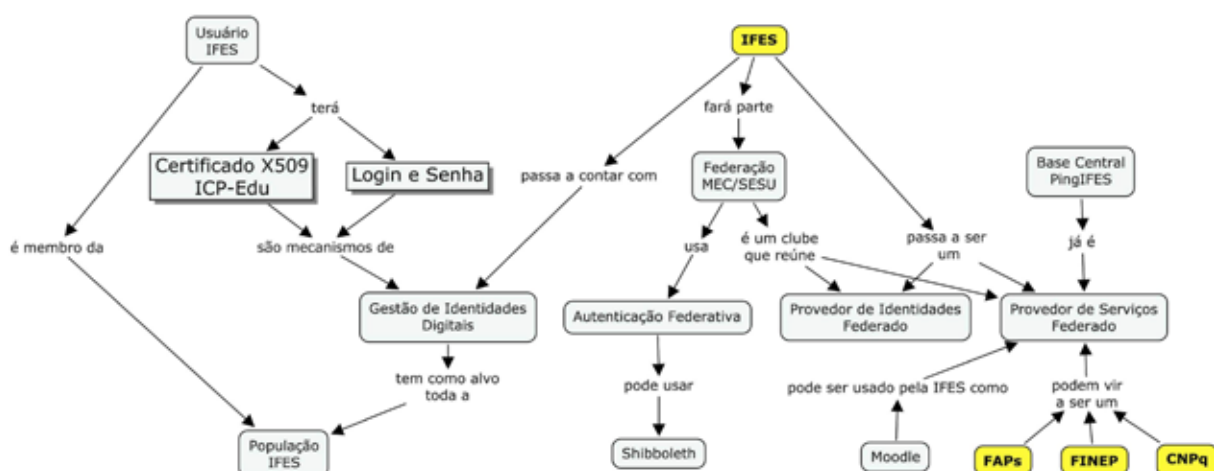 Usuário
IFES
IFES
terá
fará parte
Certificado X509
ICP-Edu
Login e Senha
passa a contar com
Federação
MEC/SESU
Base Central
PingIFES
é membro da
são mecanismos de
usa
é um clube
que reúne
passa a ser
um
já é
Gestão de Identidades
Digitais
Autenticação Federativa
Provedor de Identidades
Federado
Provedor de Serviços
Federado
tem como alvo
toda a
pode usar
pode ser usado pela IFES como
podem vir
a ser um
População
IFES
Shibboleth
Moodle
FAPs
FINEP
CNPq